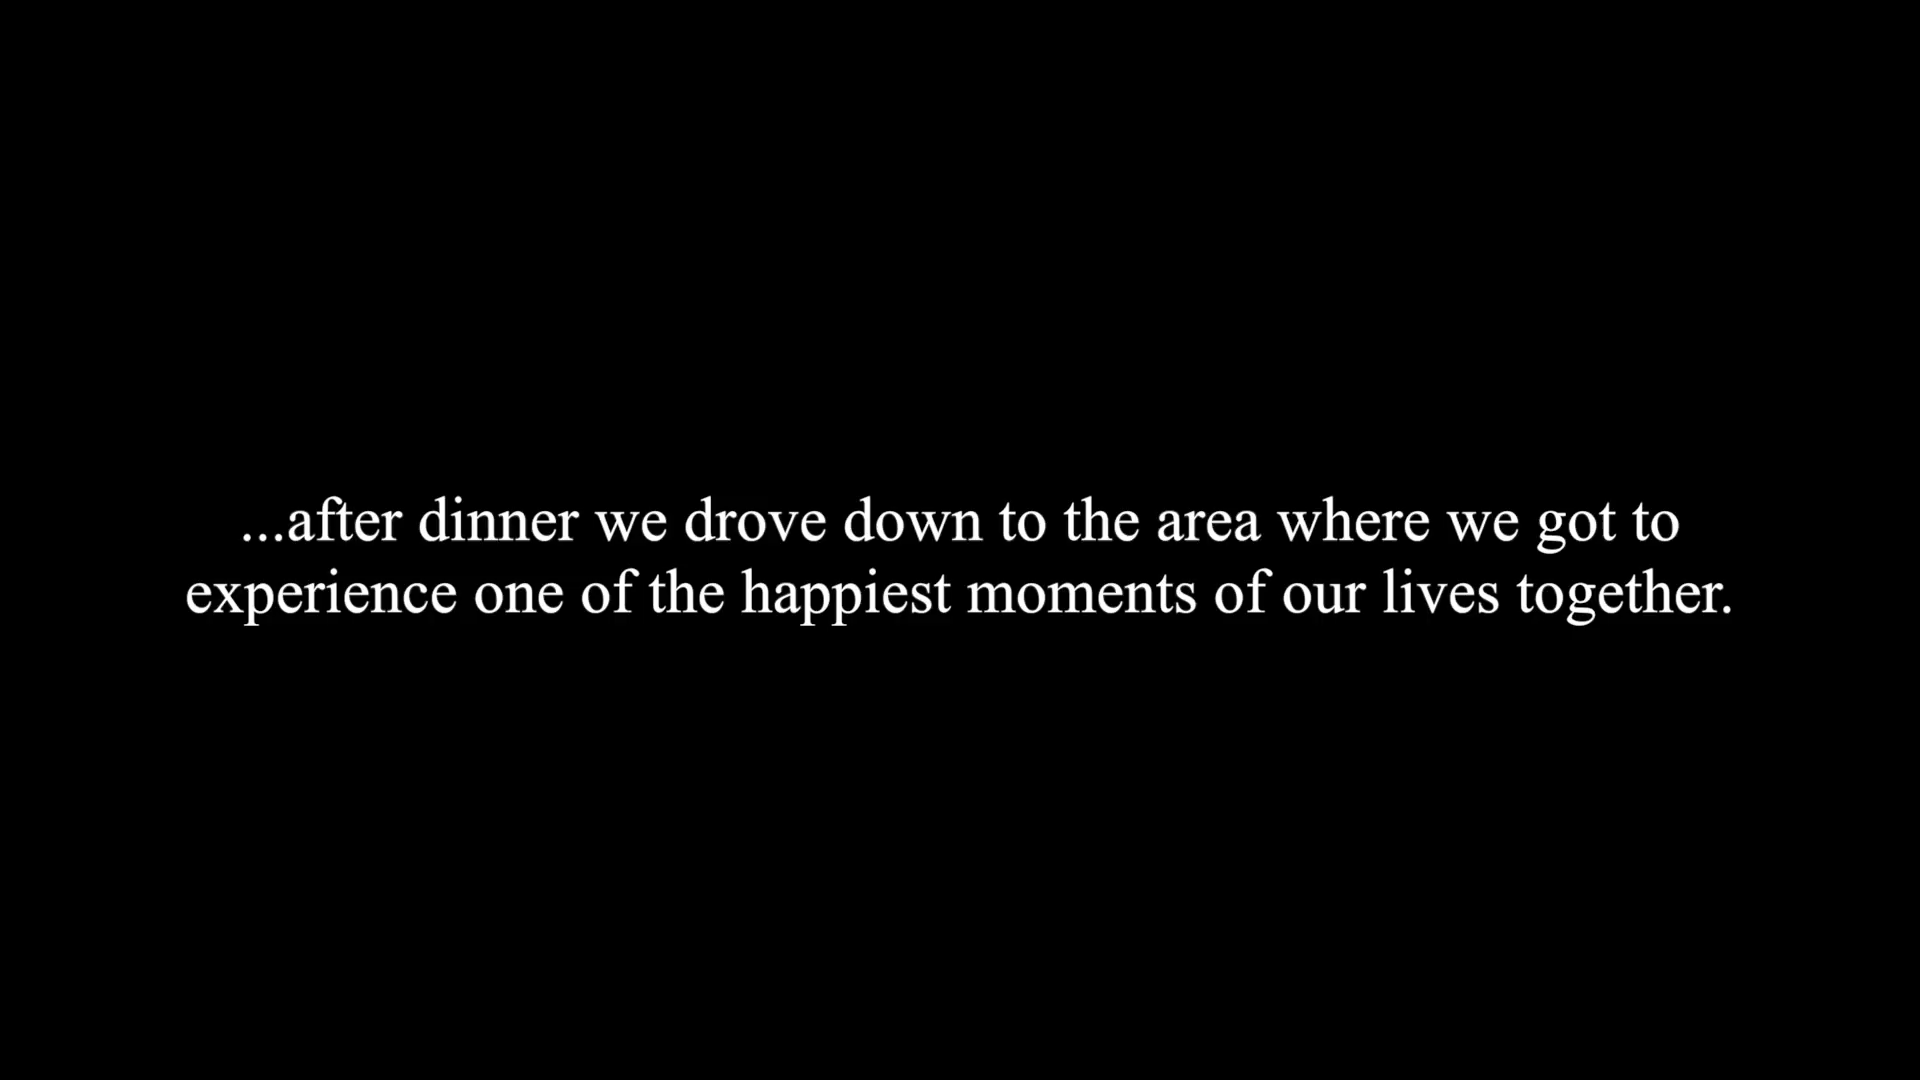 ...after dinner we drove down to the area where we got to
experience one of the happiest moments of our lives together.